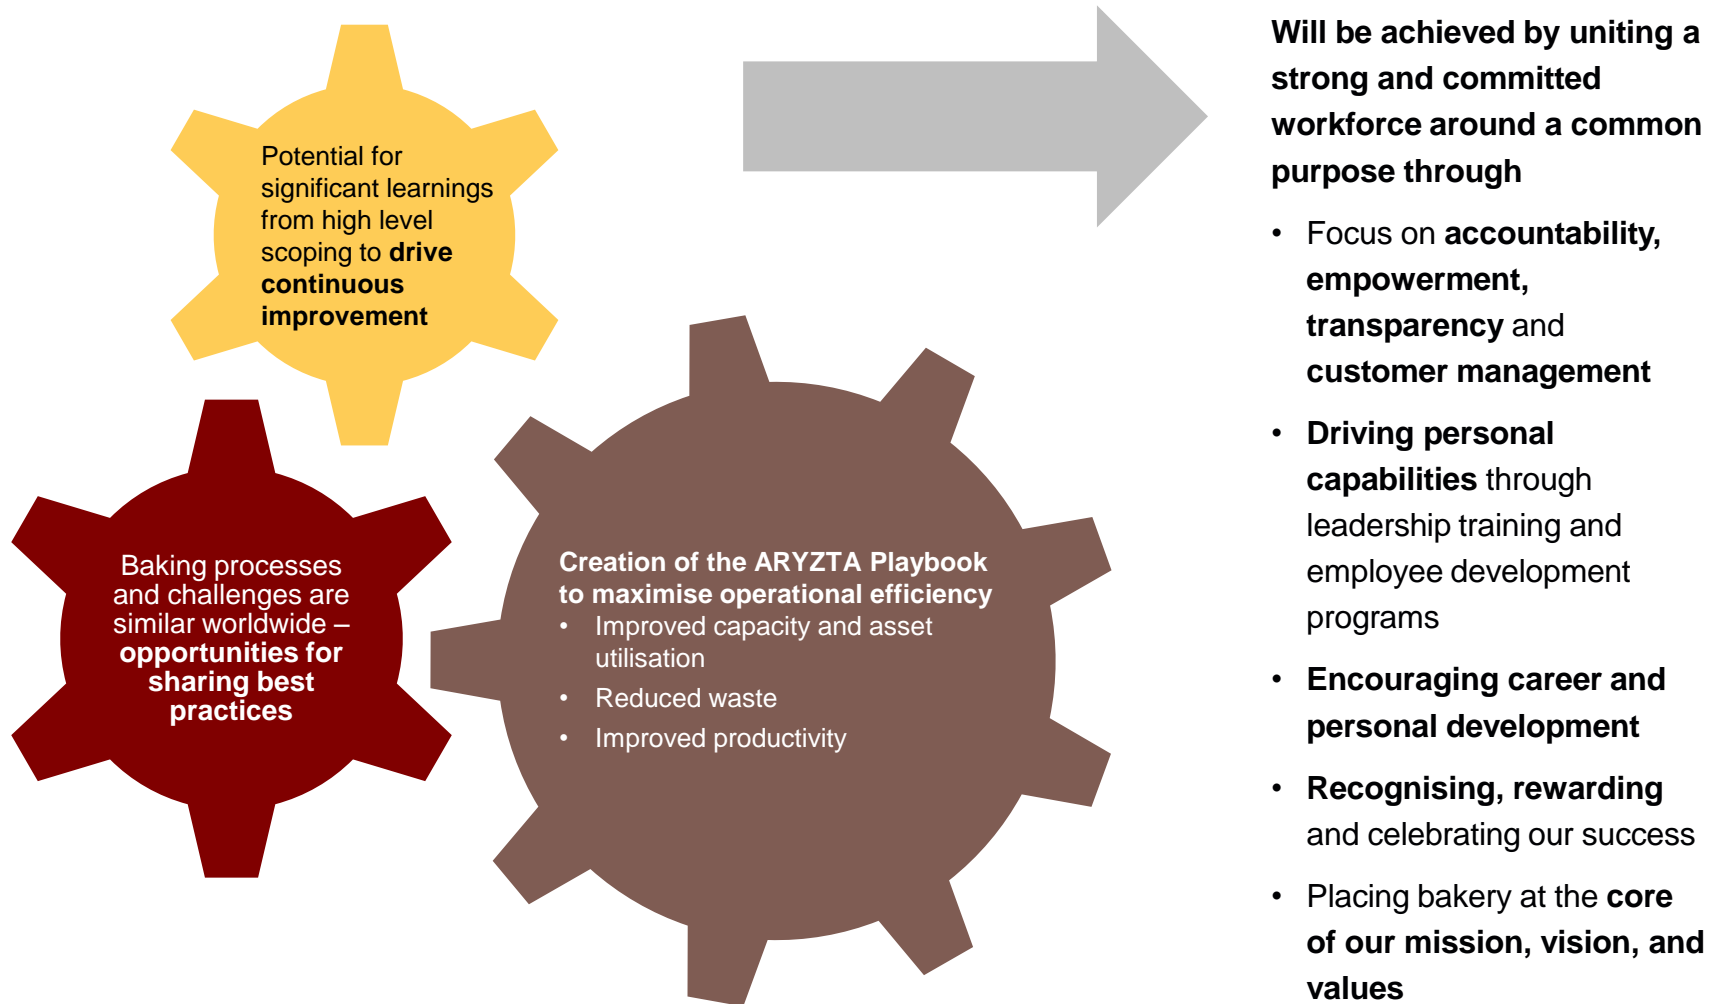 Potential for
significant learnings
from high level
scoping to drive
continuous
improvement
Baking processes
and challenges are
similar worldwide –
opportunities for
sharing best
practices
Creation of the ARYZTA Playbook
to maximise operational efficiency
• Improved capacity and asset
utilisation
• Reduced waste
• Improved productivity
Will be achieved by uniting a
strong and committed
workforce around a common
purpose through
• Focus on accountability,
empowerment,
transparency and
customer management
• Driving personal
capabilities through
leadership training and
employee development
programs
• Encouraging career and
personal development
• Recognising, rewarding
and celebrating our success
• Placing bakery at the core
of our mission, vision, and
values